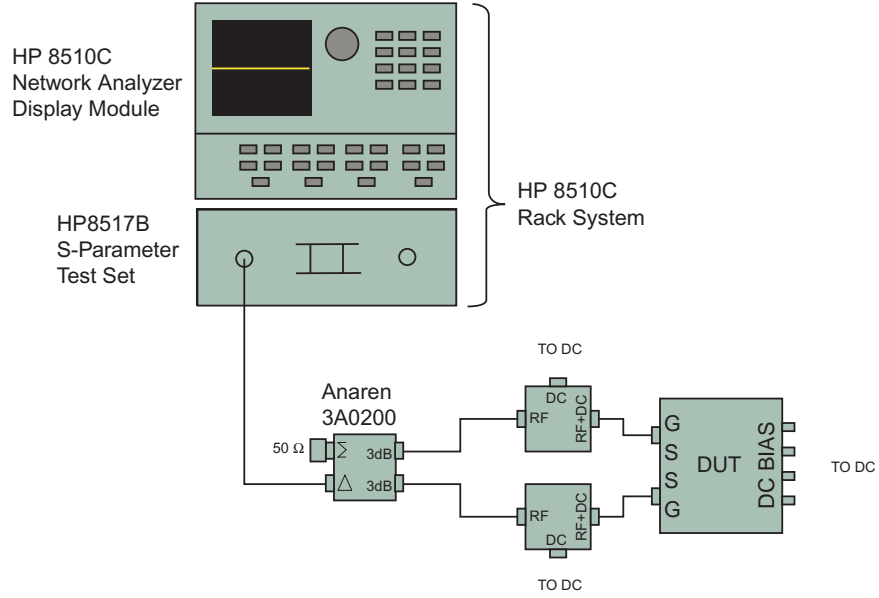 HP 8510C
Network Analyzer
Display Module
HP 8510C
Rack System
HP8517B
S-Parameter
Test Set
TO DC
Anaren
3A0200
50 Ω
Σ
3dB
Δ
3dB
DC
RF
RF+DC
RF
RF+DC
DC
TO DC
G
S
S
G
DUT
DC BIAS
TO DC